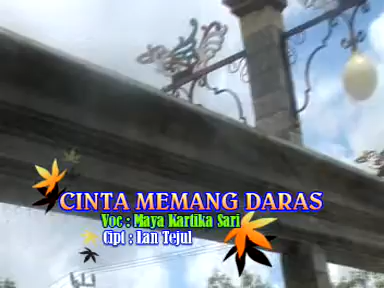 CINTA MEMANG DARAS
Voc : Maya Kartika Sari
Cipt : Ian Tejul